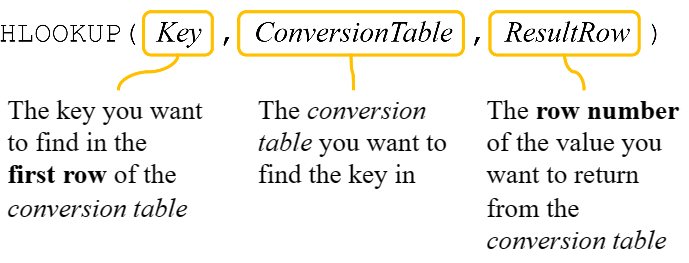 HLOOKUP( Key , ConversionTable , ResultRow )
The key you want
to find in the
first row of the
conversion table
The conversion
table you want to
find the key in
The row number
of the value you
want to return
from the
conversion table